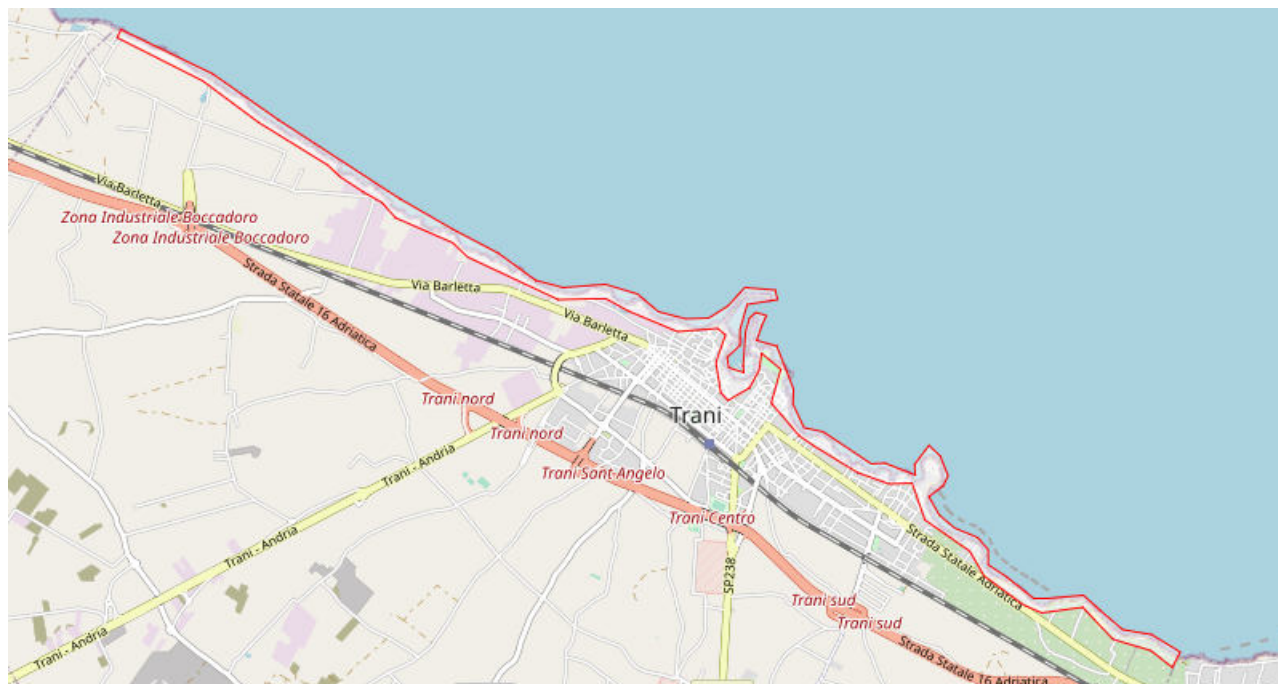 Via Barletta
Zona Industriale Boccadoro
Zona Industriale Boccadoro
Strada Statale 16 Adriatica
Via Barletta
Via Barletta
Trani nord
Trani nord
Trani
Trani - Andria
Trani Sant'Angelo
Trani Centro
Trani - Andria
Strada Statale Adriatica
SP238
Trani sud
Trani sud
Trani - Andria
Strada Statale 16 Adriatica